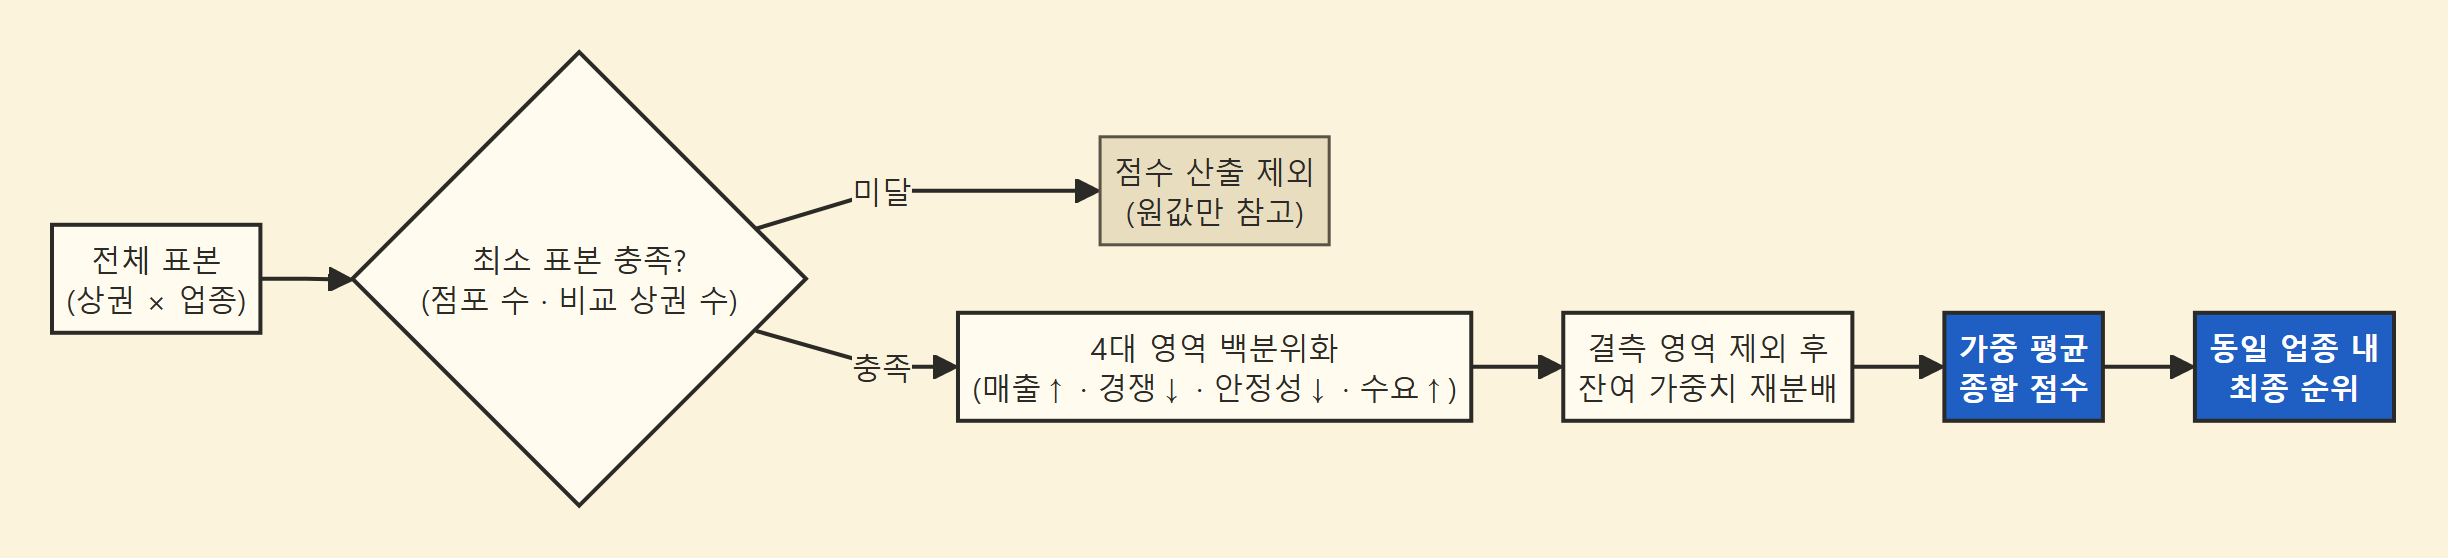 전체 표본
(상권 × 업종)
최소 표본 충족?
(점포 수 · 비교 상권 수)
미달
점수 산출 제외
(원값만 참고)
충족
4대 영역 백분위화
(매출↑ · 경쟁↓ · 안정성↓ · 수요↑)
결측 영역 제외 후
잔여 가중치 재분배
가중 평균
종합 점수
동일 업종 내
최종 순위